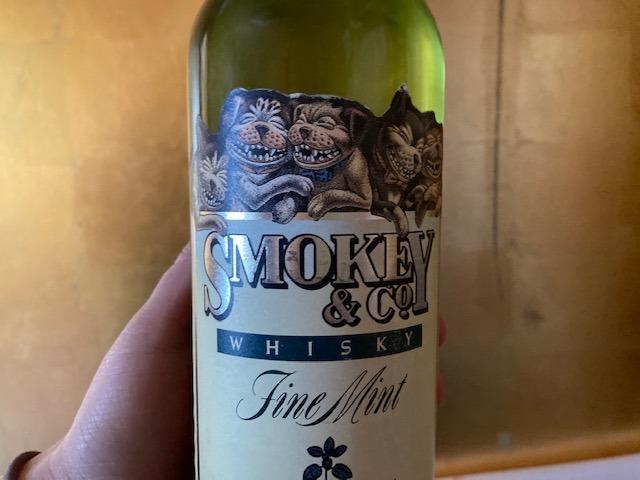 SMOKEY
& Co
WHISKY
Fine Mint